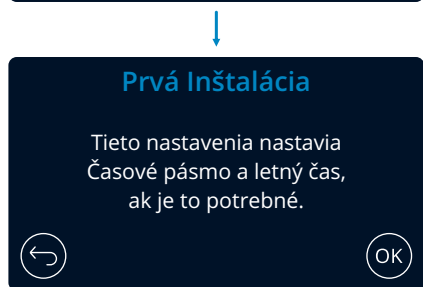 Prvá Inštalácia
Tieto nastavenia nastavia
Časové pásmo a letný čas,
ak je to potrebné.
OK